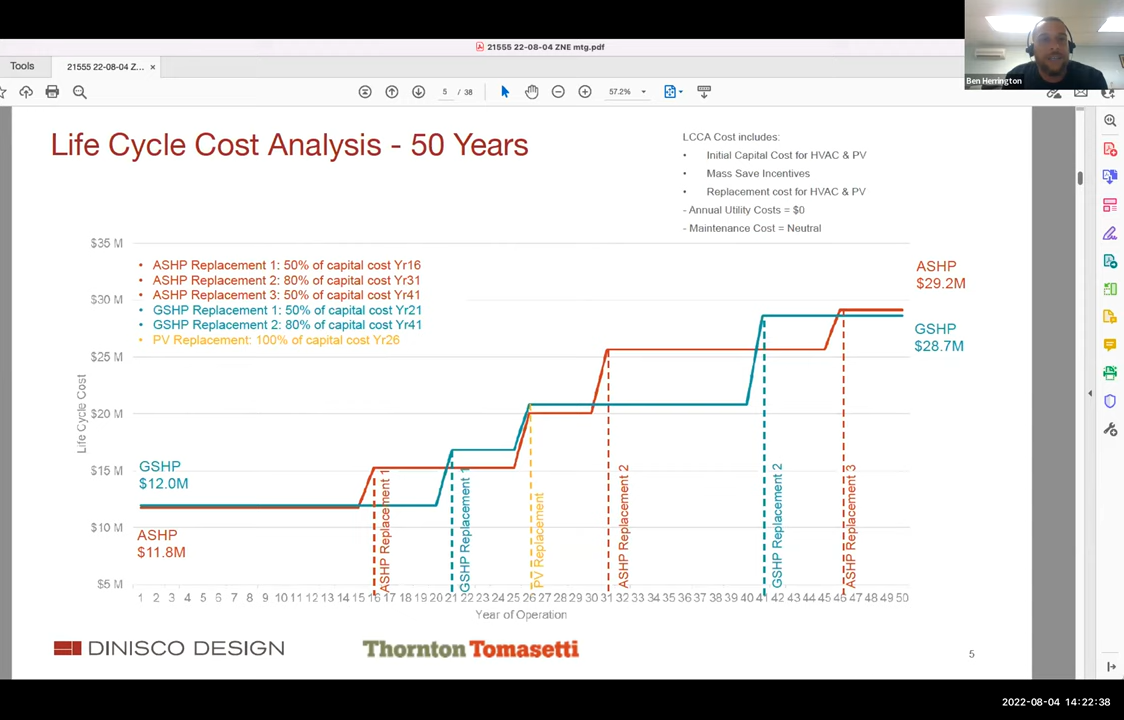 21555 22-08-04 ZNE mtg.pdf
Tools
21555 22-08-04 Z... ×
5 / 38
57.2%
Ben Herrington
Life Cycle Cost Analysis - 50 Years
LCCA Cost includes:
• Initial Capital Cost for HVAC & PV
• Mass Save Incentives
• Replacement cost for HVAC & PV
- Annual Utility Costs = $0
- Maintenance Cost = Neutral
$35 M
$30 M
$25 M
$20 M
$15 M
$10 M
$5 M
Life Cycle Cost
• ASHP Replacement 1: 50% of capital cost Yr16
• ASHP Replacement 2: 80% of capital cost Yr31
• ASHP Replacement 3: 50% of capital cost Yr41
• GSHP Replacement 1: 50% of capital cost Yr21
• GSHP Replacement 2: 80% of capital cost Yr41
• PV Replacement: 100% of capital cost Yr26
ASHP
$29.2M
GSHP
$28.7M
GSHP
$12.0M
ASHP
$11.8M
ASHP Replacement 1
GSHP Replacement 1
PV Replacement
ASHP Replacement 2
GSHP Replacement 2
ASHP Replacement 3
1 2 3 4 5 6 7 8 9 10 11 12 13 14 15 16 17 18 19 20 21 22 23 24 25 26 27 28 29 30 31 32 33 34 35 36 37 38 39 40 41 42 43 44 45 46 47 48 49 50
Year of Operation
DINISCO DESIGN
Thornton Tomasetti
5
2022-08-04 14:22:38